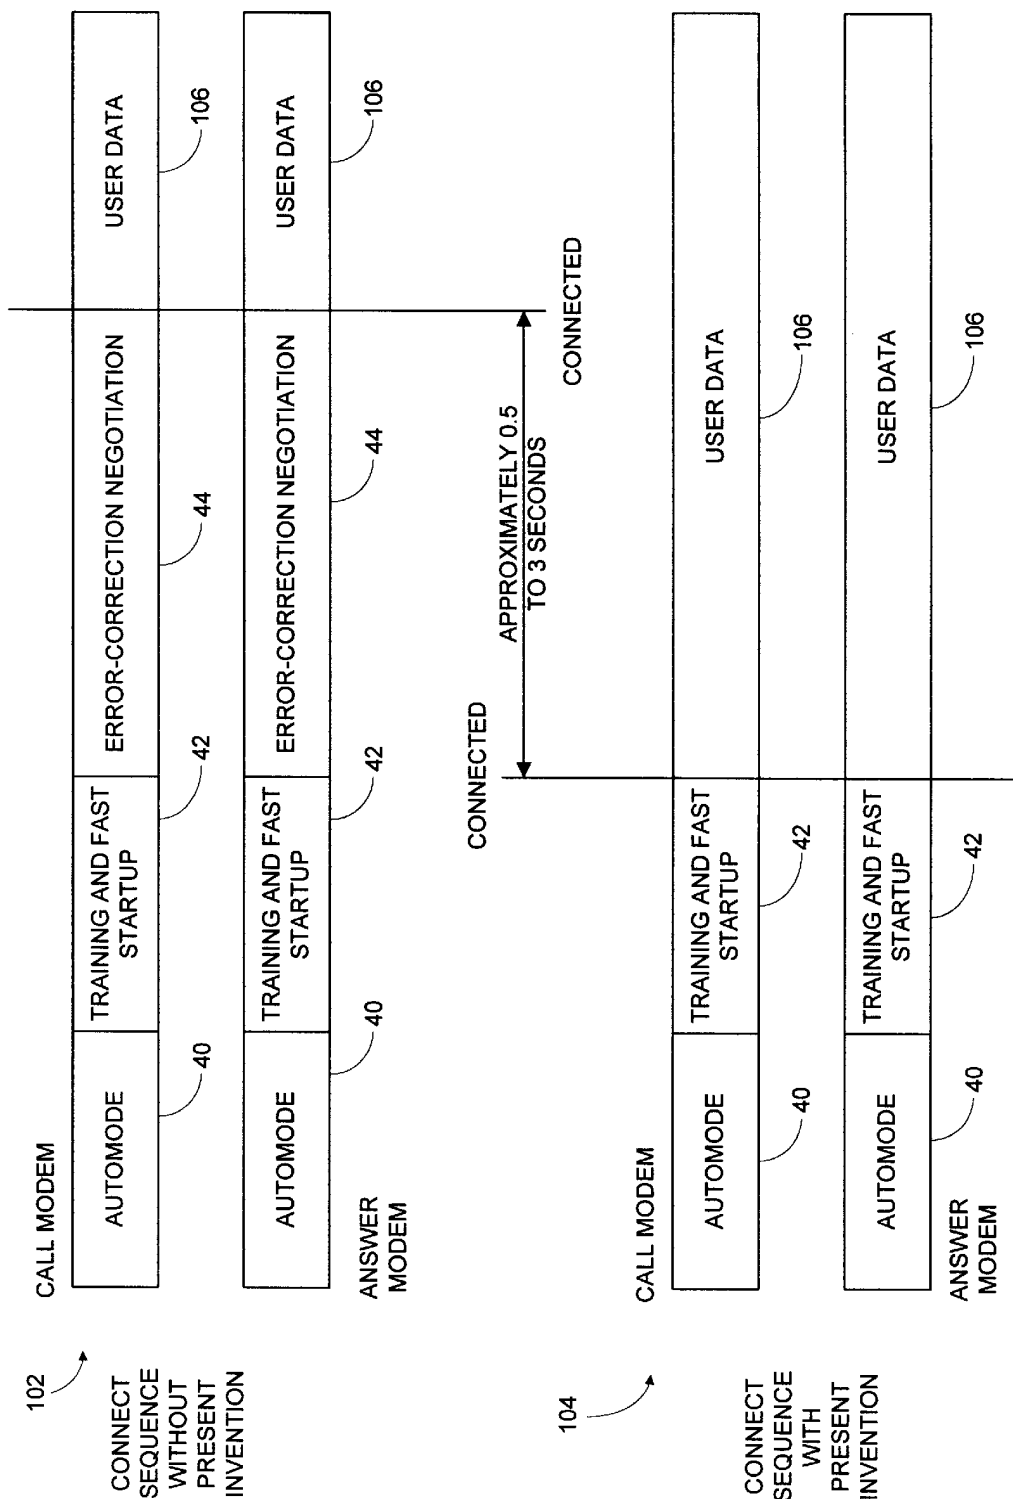 102
CONNECT
SEQUENCE
WITHOUT
PRESENT
INVENTION
CALL MODEM
AUTOMODE
40
TRAINING AND FAST
STARTUP
42
ERROR-CORRECTION NEGOTIATION
44
USER DATA
106
ANSWER
MODEM
AUTOMODE
40
TRAINING AND FAST
STARTUP
42
ERROR-CORRECTION NEGOTIATION
44
USER DATA
106
CONNECTED
APPROXIMATELY 0.5
TO 3 SECONDS
CONNECTED
104
CONNECT
SEQUENCE
WITH
PRESENT
INVENTION
CALL MODEM
AUTOMODE
40
TRAINING AND FAST
STARTUP
42
USER DATA
106
ANSWER
MODEM
AUTOMODE
40
TRAINING AND FAST
STARTUP
42
USER DATA
106